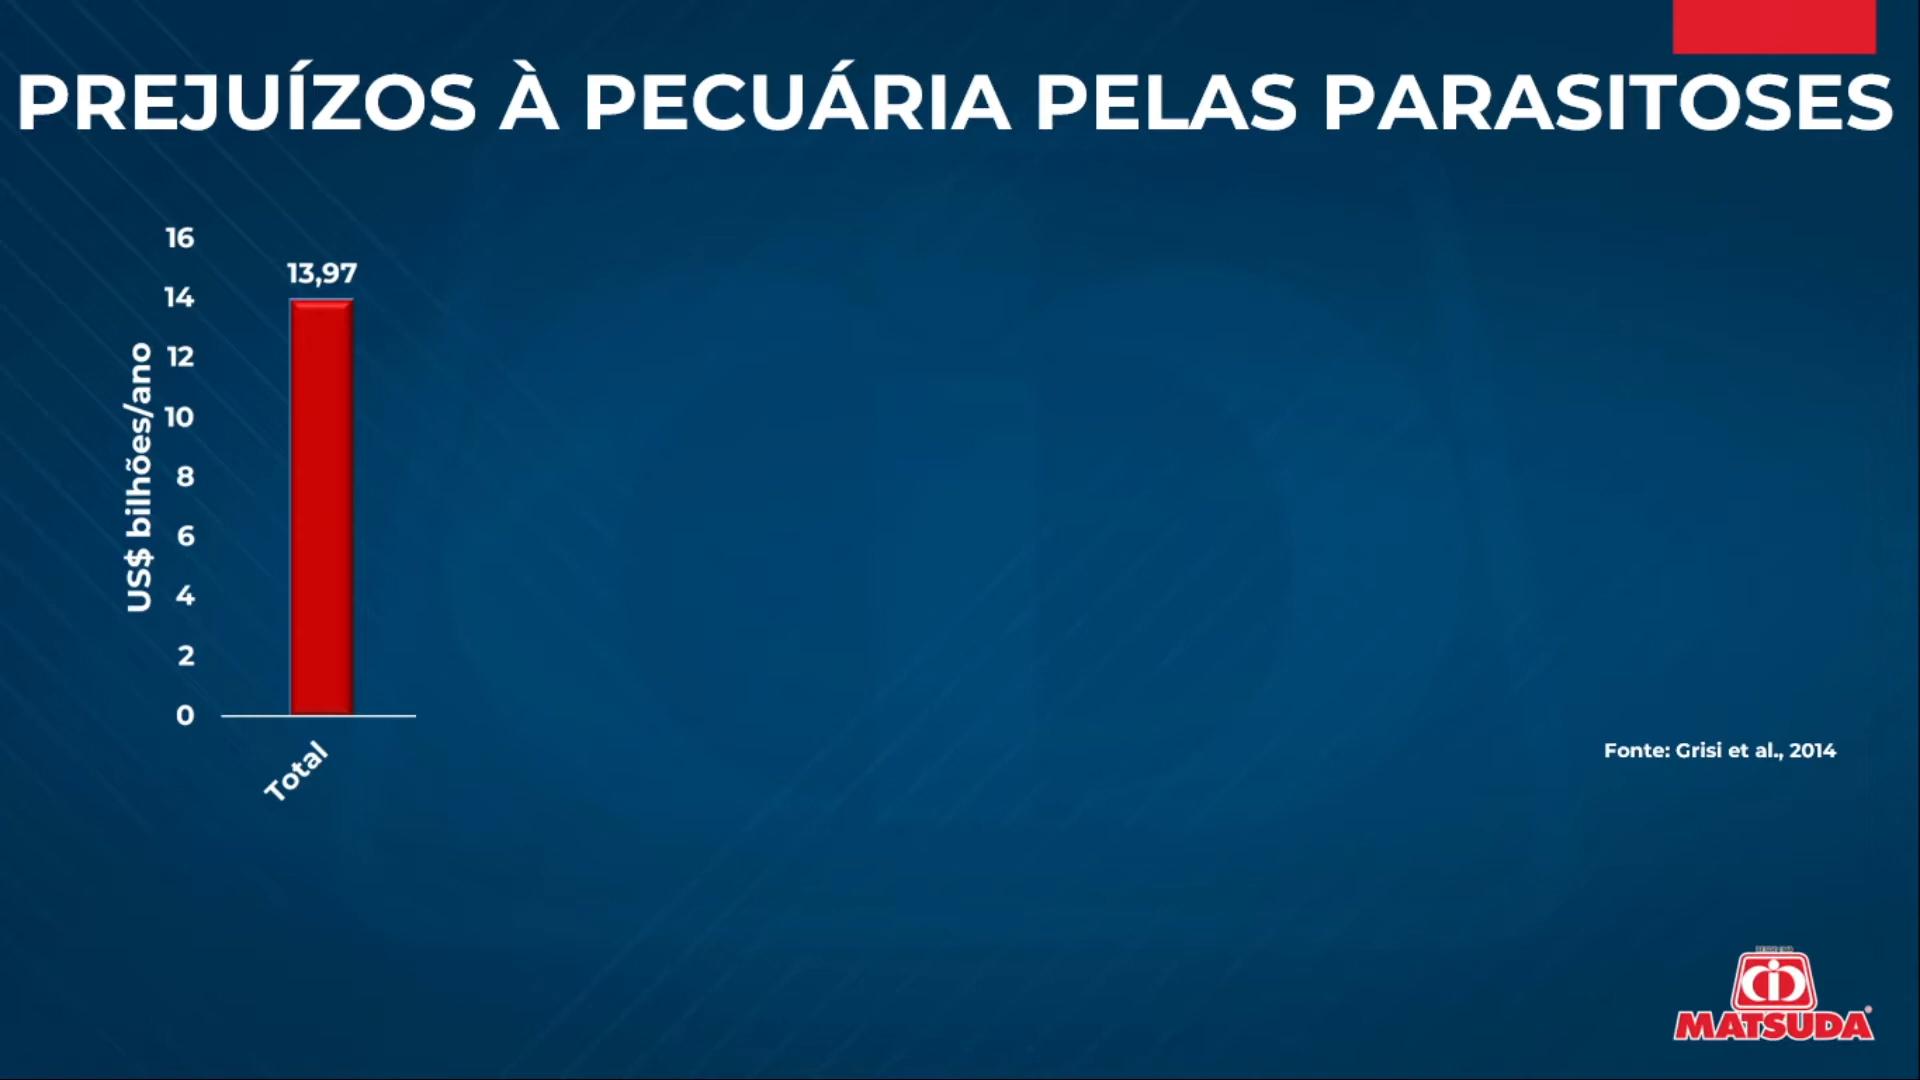 PREJUÍZOS À PECUÁRIA PELAS PARASITOSES
US$ bilhões/ano
16
14
12
10
8
6
4
2
0
13,97
Total
Fonte: Grisi et al., 2014
MATSUDA